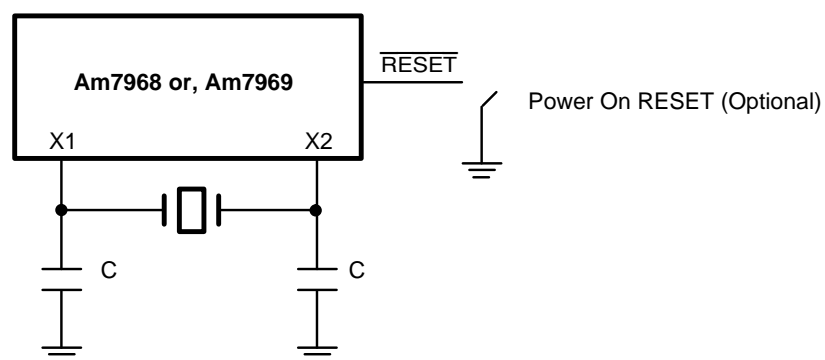 RESET
Am7968 or, Am7969
Power On RESET (Optional)
X1
X2
C
C